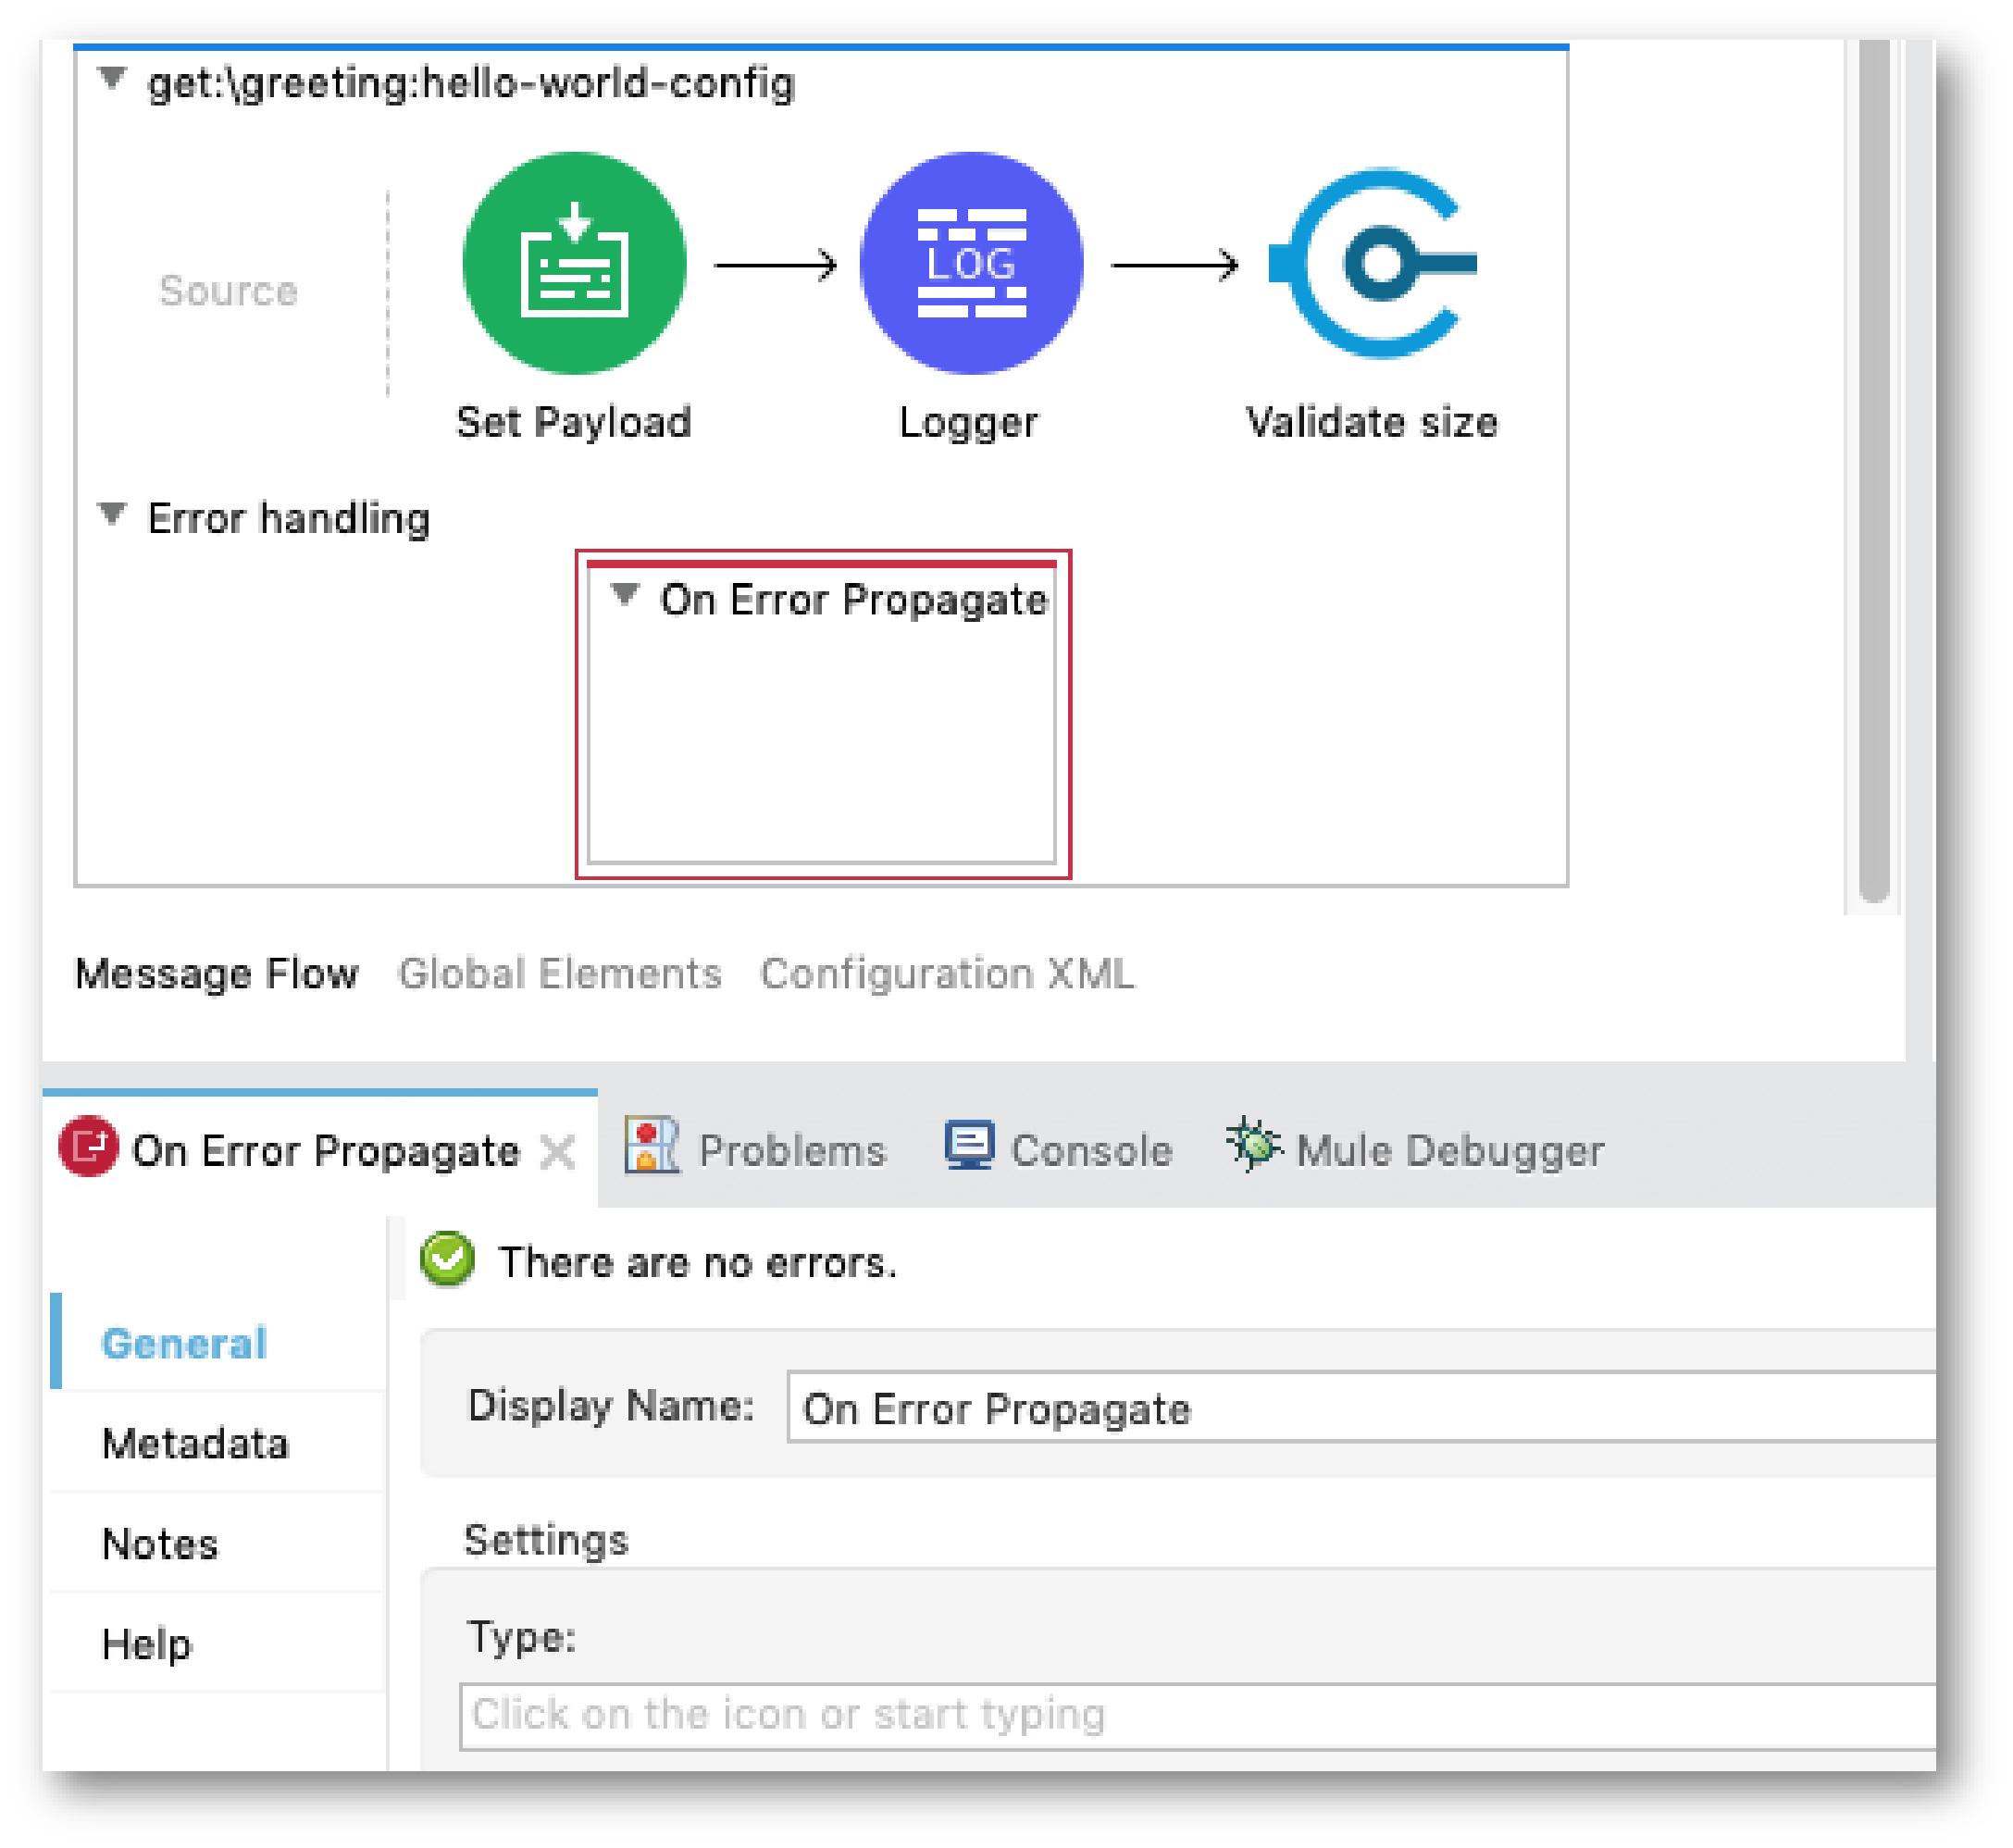 get:\greeting:hello-world-config
Source
LOG
Set Payload
Logger
Validate size
Error handling
On Error Propagate
Message Flow Global Elements Configuration XML
On Error Propagate Problems Console Mule Debugger
There are no errors.
General
Display Name: On Error Propagate
Metadata
Notes
Settings
Help
Type:
Click on the icon or start typing